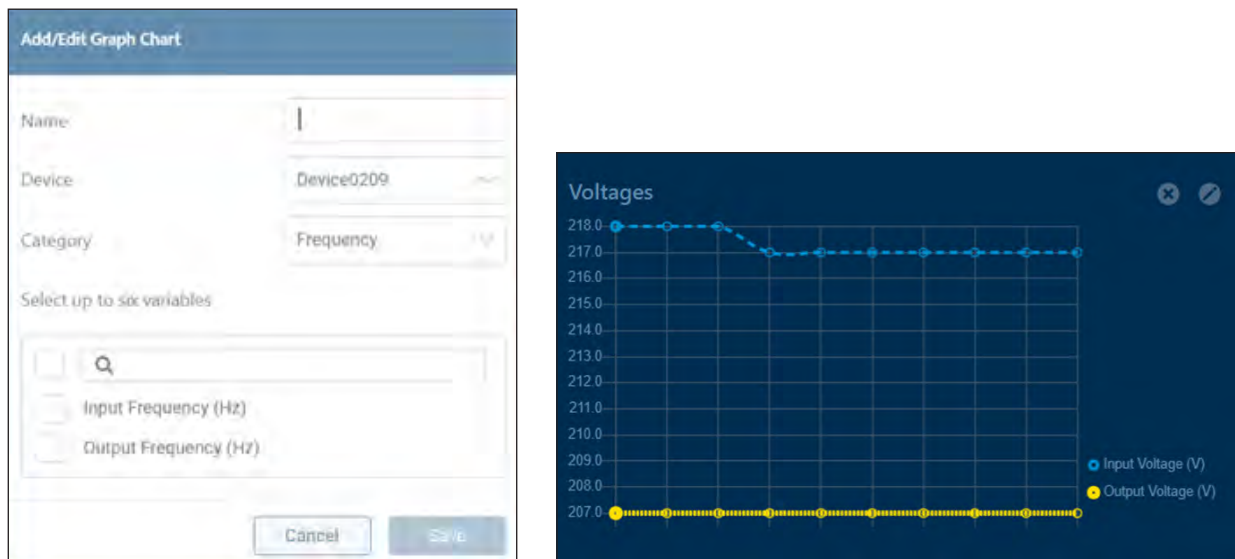 Add/Edit Graph Chart
Name
Device Device0209
Category Frequency
Select up to six variables
Input Frequency (Hz)
Output Frequency (Hz)
Cancel Save
Voltages
218.0
217.0
216.0
215.0
214.0
213.0
212.0
211.0
210.0
209.0
208.0
207.0
Input Voltage (V)
Output Voltage (V)